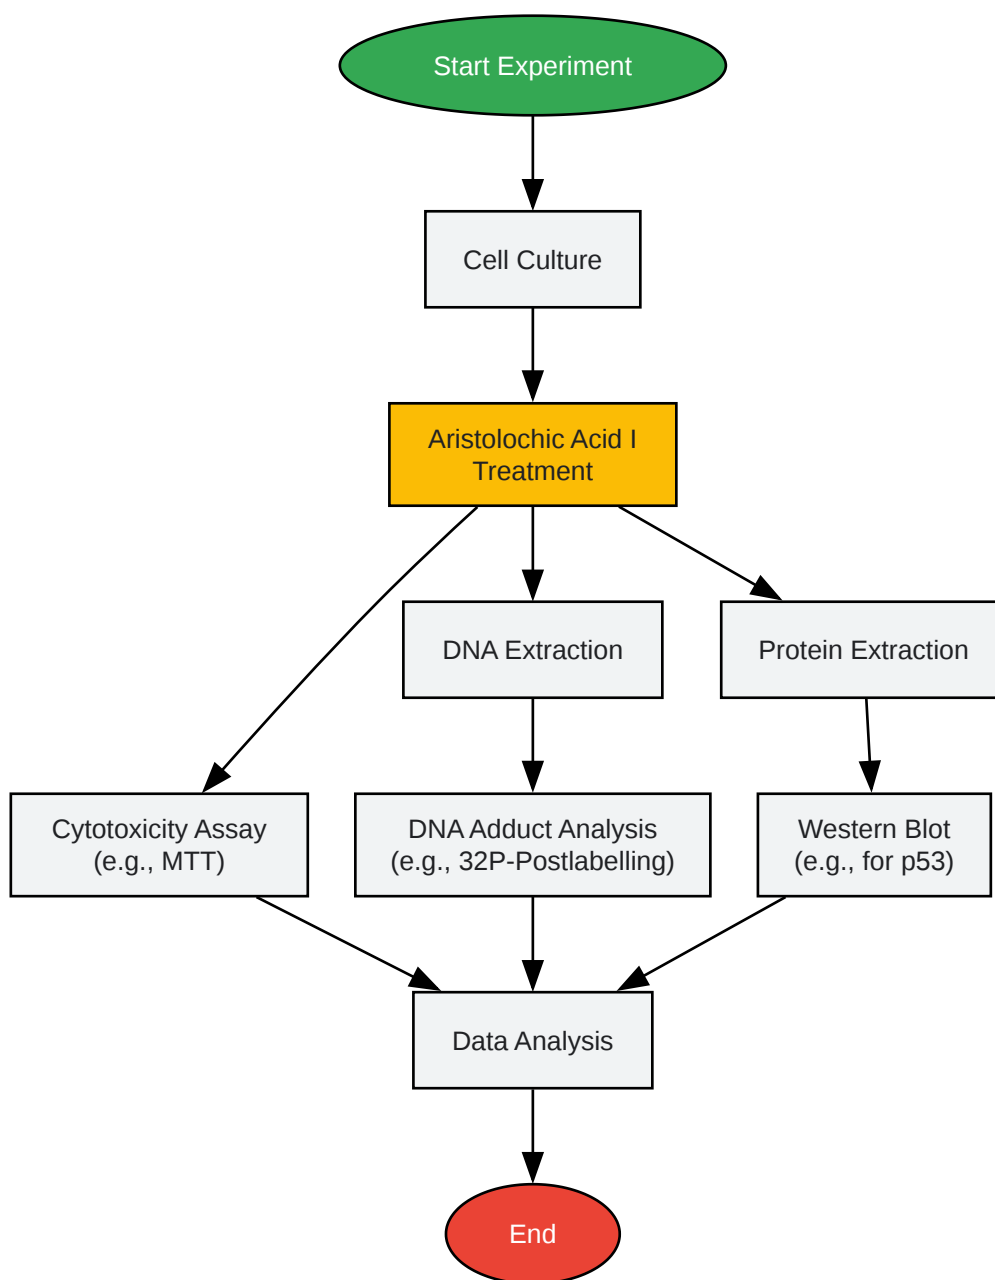 Start Experiment
Cell Culture
Aristolochic Acid I
Treatment
DNA Extraction
Protein Extraction
Cytotoxicity Assay
(e.g., MTT)
DNA Adduct Analysis
(e.g., 32P-Postlabelling)
Western Blot
(e.g., for p53)
Data Analysis
End